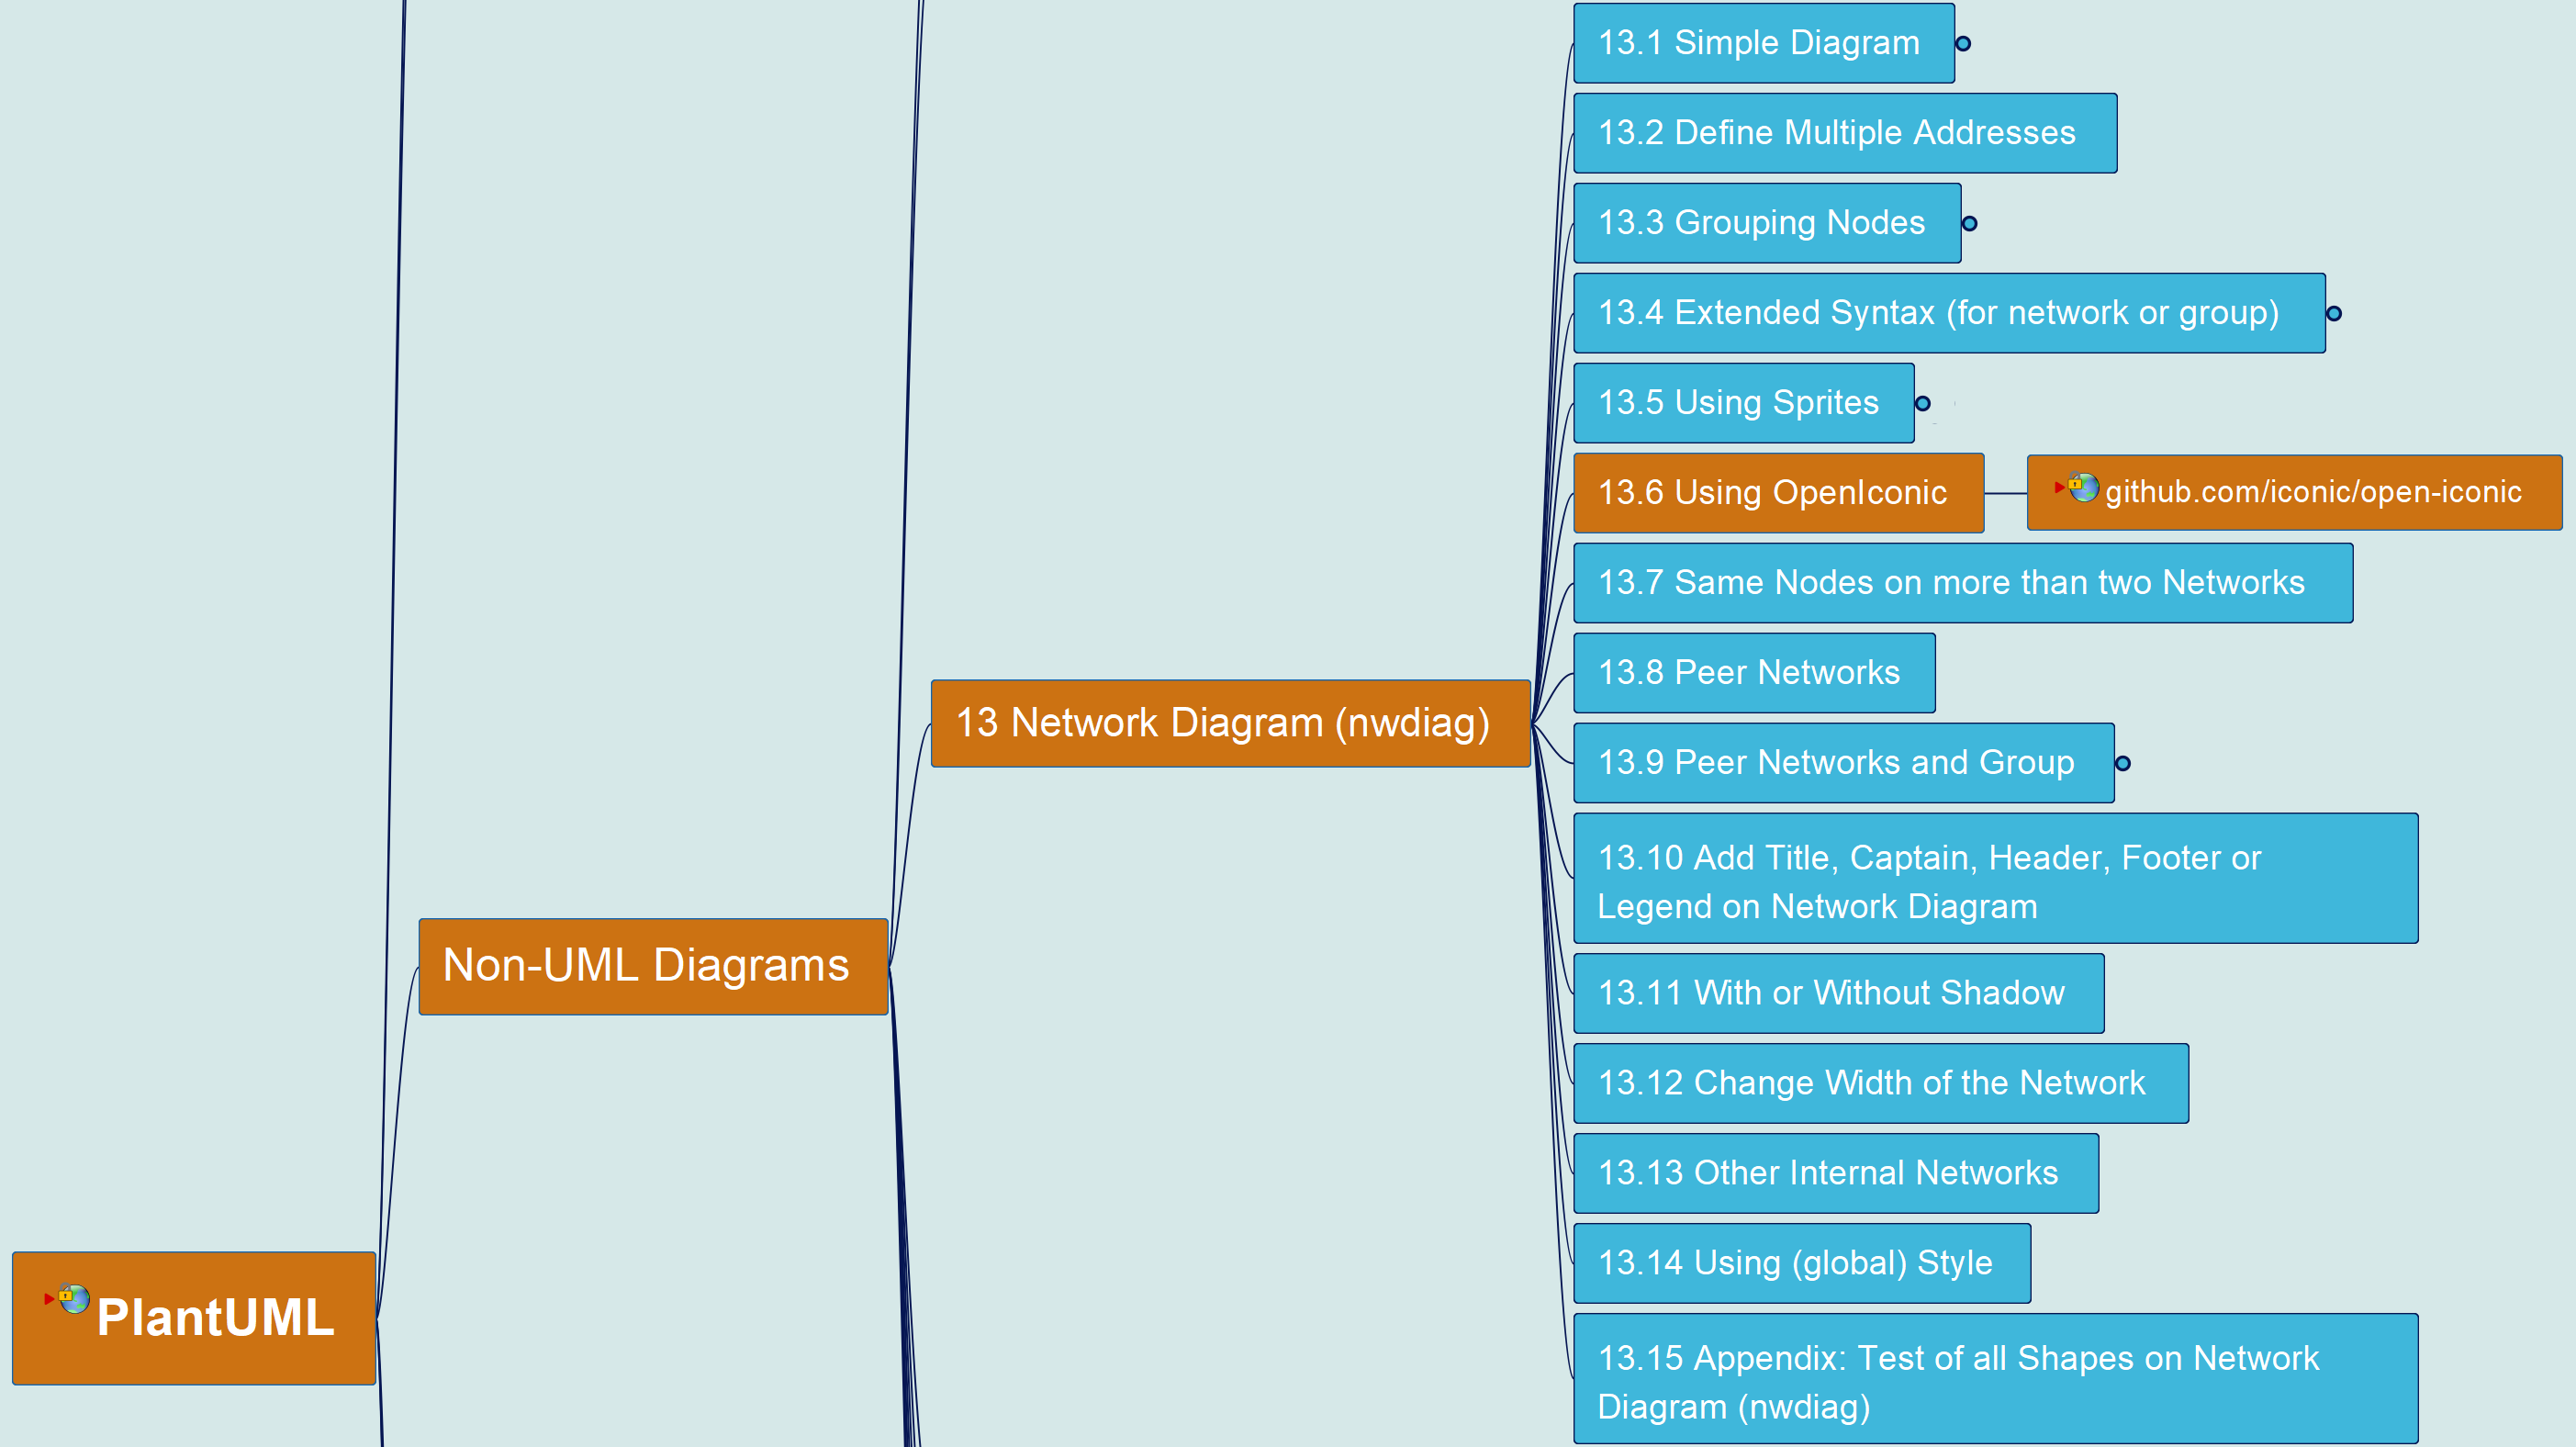 13.1 Simple Diagram
13.2 Define Multiple Addresses
13.3 Grouping Nodes
13.4 Extended Syntax (for network or group)
13.5 Using Sprites
13.6 Using OpenIconic
github.com/iconic/open-iconic
13.7 Same Nodes on more than two Networks
13.8 Peer Networks
13 Network Diagram (nwdiag)
13.9 Peer Networks and Group
13.10 Add Title, Captain, Header, Footer or
Legend on Network Diagram
Non-UML Diagrams
13.11 With or Without Shadow
13.12 Change Width of the Network
13.13 Other Internal Networks
13.14 Using (global) Style
PlantUML
13.15 Appendix: Test of all Shapes on Network
Diagram (nwdiag)